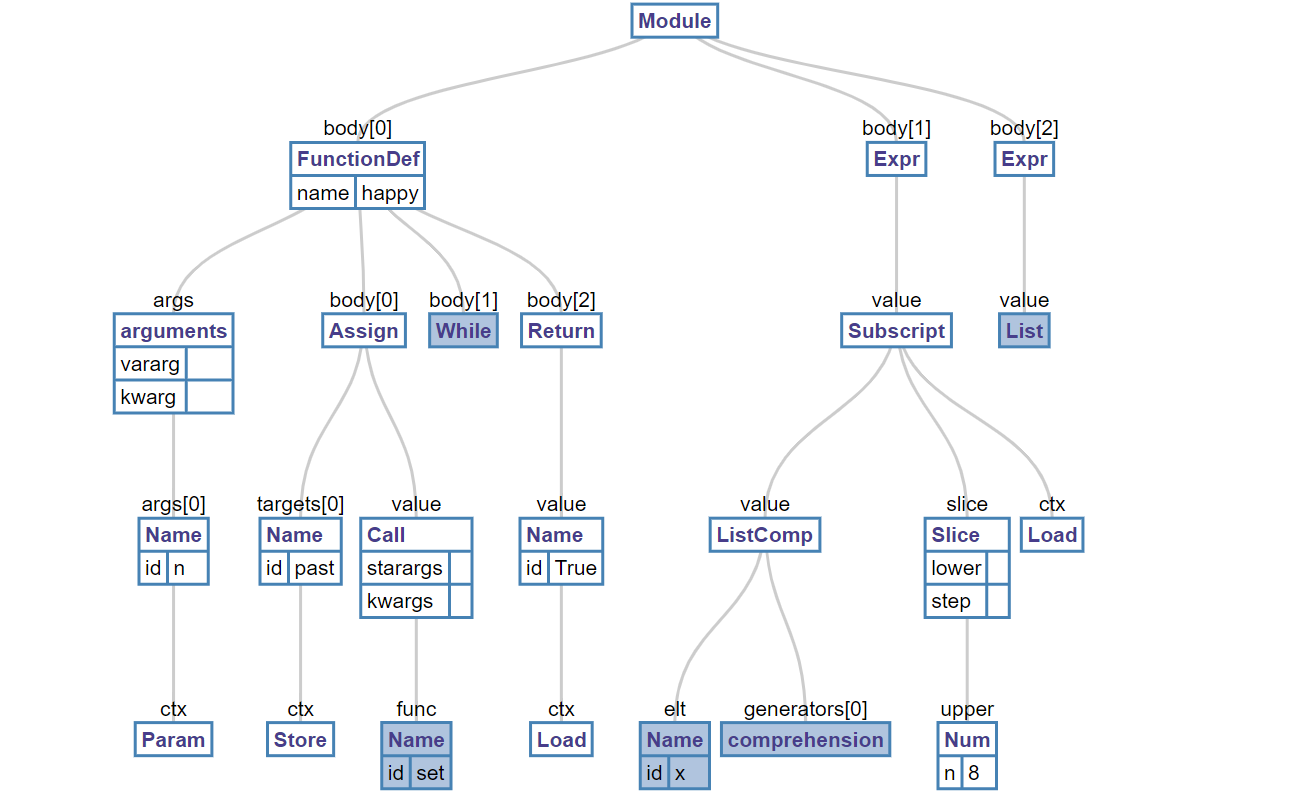 Module
body[0] body[1] body[2]
FunctionDef Expr Expr
name happy
args body[0] body[1] body[2] value value
arguments Assign While Return Subscript List
vararg
kwarg
args[0] targets[0] value value value slice ctx
Name Name Call Name ListComp Slice Load
id n id past starargs id True lower
kwargs step
ctx ctx func ctx elt generators[0] upper
Param Store Name Load Name comprehension Num
id set id x n 8